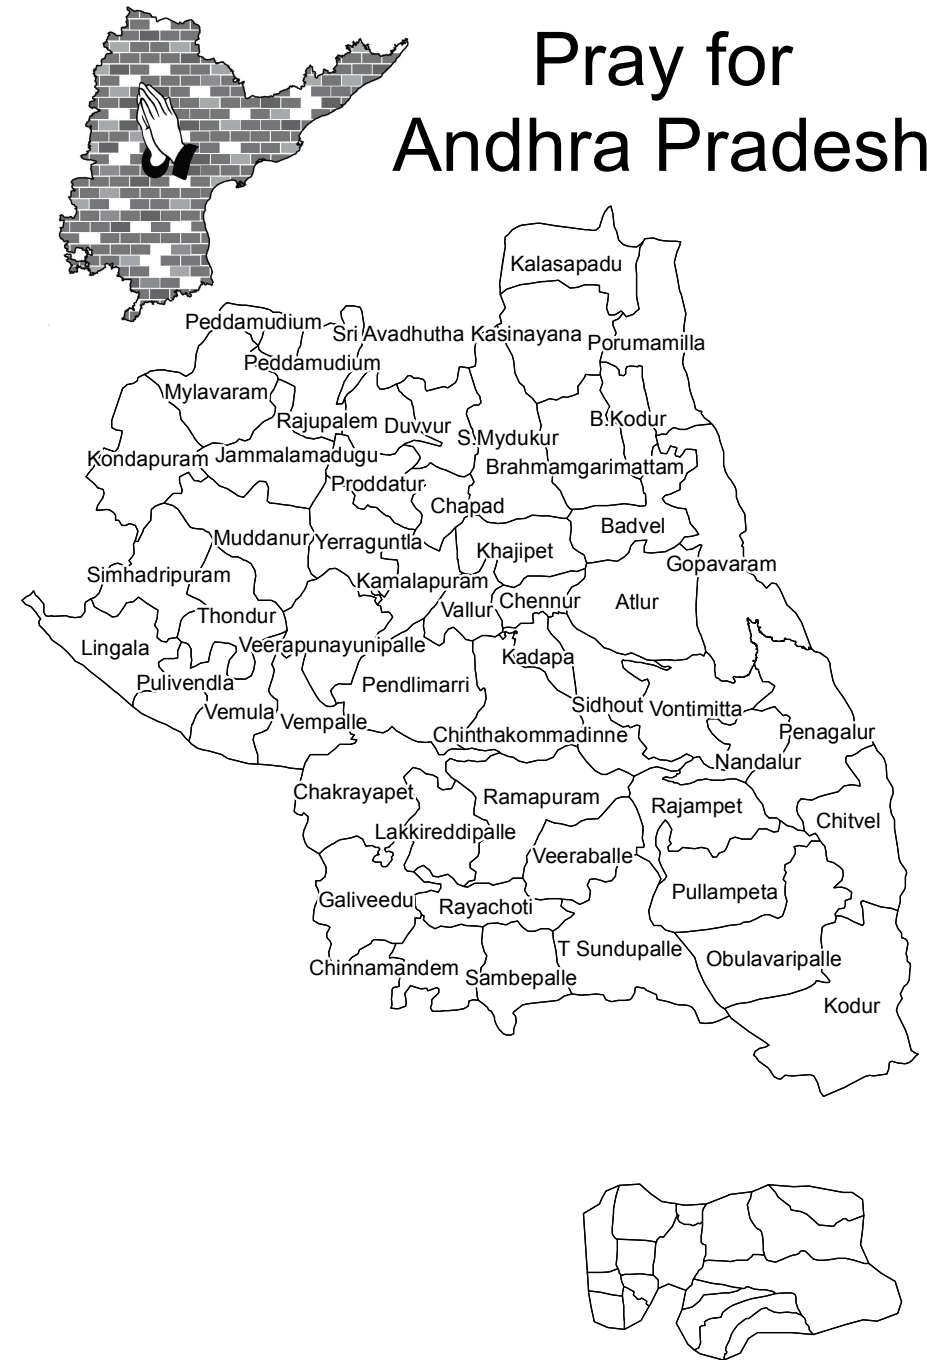 Pray for
Andhra Pradesh
Kalasapadu
Peddamudium
Sri Avadhutha Kasinayana
Porumamilla
Peddamudium
Mylavaram
Rajupalem
Duvvur
B.Kodur
S.Mydukur
Kondapuram
Jammalamadugu
Brahmamgarimattam
Proddatur
Chapad
Badvel
Muddanur
Yerraguntla
Khajipet
Gopavaram
Simhadripuram
Kamalapuram
Vallur
Chennur
Atlur
Thondur
Lingala
Veerapunayunipalle
Kadapa
Pulivendla
Pendlimarri
Sidhout
Vontimitta
Vemula
Vempalle
Chinthakommadinne
Penagalur
Nandalur
Chakrayapet
Ramapuram
Rajampet
Chitvel
Lakkireddipalle
Veeraballe
Galiveedu
Rayachoti
Pullampeta
T Sundupalle
Obulavaripalle
Chinnamandem
Sambepalle
Kodur